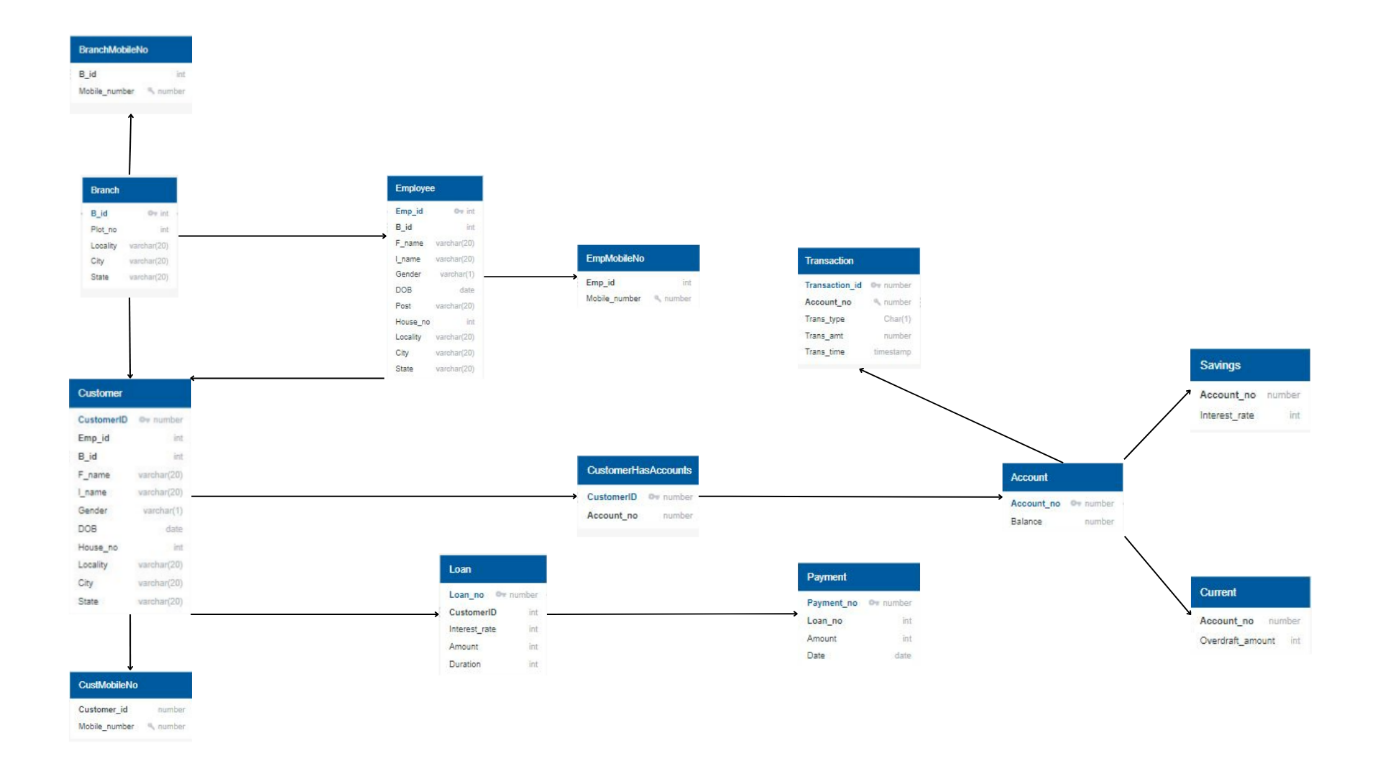 BranchMobileNo
B_id int
Mobile_number number
Branch
B_id int
Plot_no int
Locality varchar(20)
City varchar(20)
State varchar(20)
Employee
Emp_id int
B_id int
F_name varchar(20)
l_name varchar(20)
Gender varchar(1)
DOB date
Post varchar(20)
House_no int
Locality varchar(20)
City varchar(20)
State varchar(20)
EmpMobileNo
Emp_id int
Mobile_number number
Transaction
Transaction_id number
Account_no number
Trans_type Char(1)
Trans_amt number
Trans_time timestamp
Savings
Account_no number
Interest_rate int
Customer
CustomerID number
Emp_id int
B_id int
F_name varchar(20)
l_name varchar(20)
Gender varchar(1)
DOB date
House_no int
Locality varchar(20)
City varchar(20)
State varchar(20)
CustomerHasAccounts
CustomerID number
Account_no number
Account
Account_no number
Balance number
Loan
Loan_no number
CustomerID int
Interest_rate int
Amount int
Duration int
Payment
Payment_no number
Loan_no int
Amount int
Date date
Current
Account_no number
Overdraft_amount int
CustMobileNo
Customer_id number
Mobile_number number